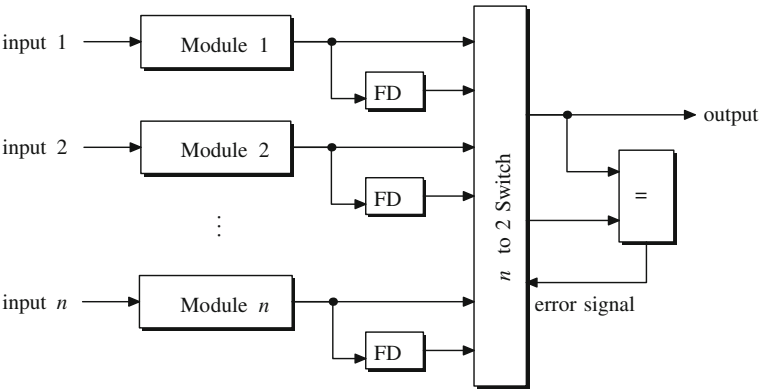 input 1
Module 1
FD
output
input 2
Module 2
FD
n to 2 Switch
=
⋮
input n
Module n
error signal
FD